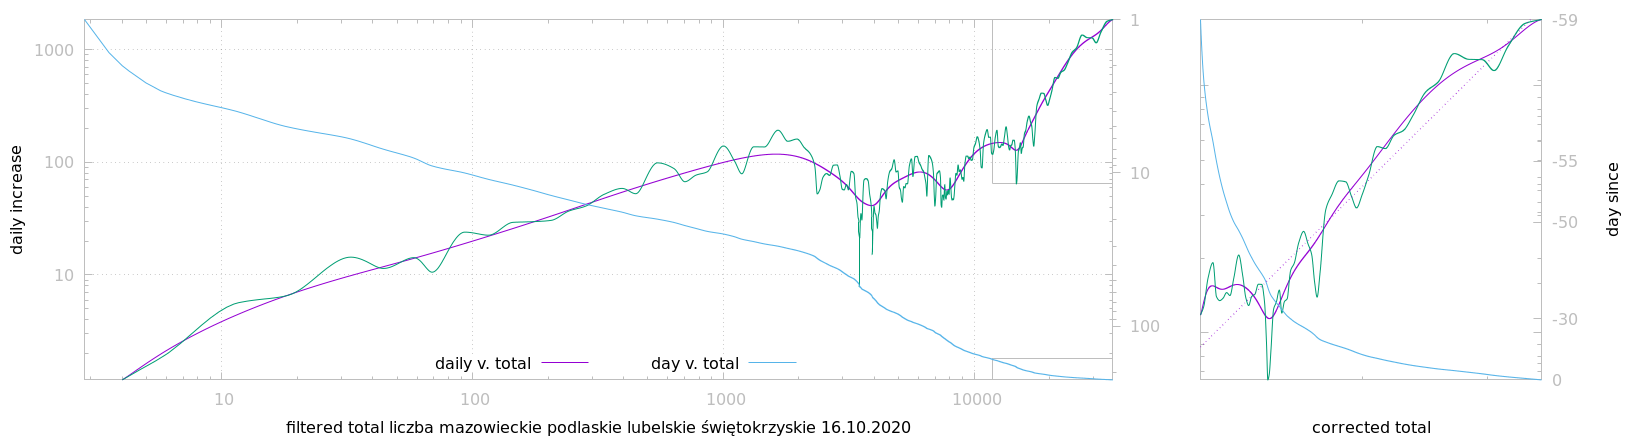 1000
100
10
daily increase
10
100
1000
10000
1
10
100
daily v. total
day v. total
filtered total liczba mazowieckie podlaskie lubelskie świętokrzyskie 16.10.2020
-59
-55
-50
-30
0
day since
corrected total